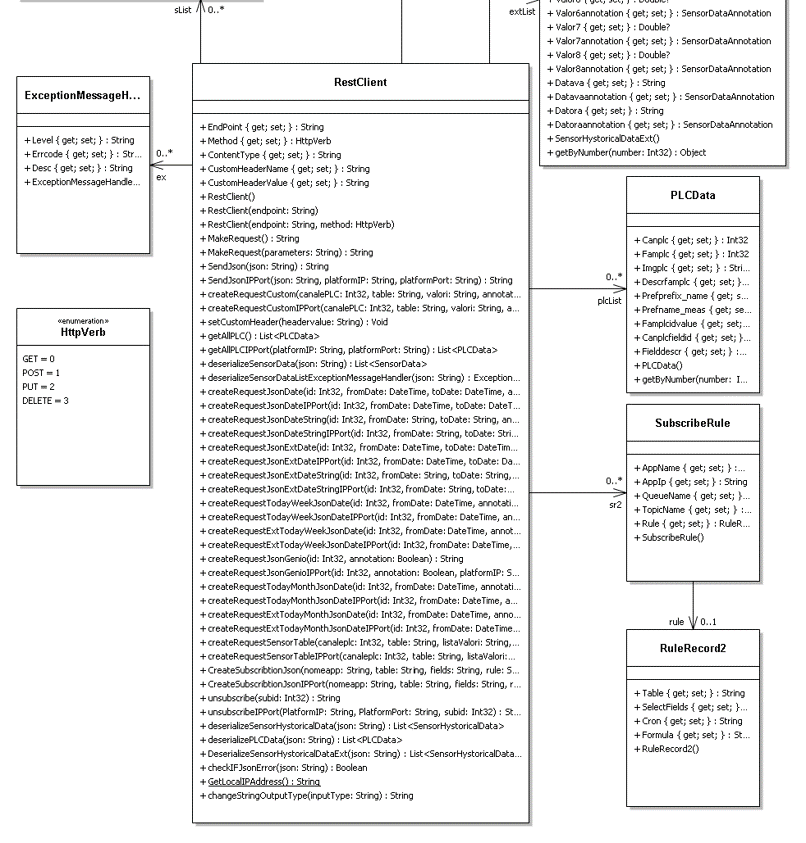 sList 0..*
extList
+ Valor6annotation { get; set; } : SensorDataAnnotation
+ Valor7 { get; set; } : Double?
+ Valor7annotation { get; set; } : SensorDataAnnotation
+ Valor8 { get; set; } : Double?
+ Valor8annotation { get; set; } : SensorDataAnnotation
+ Datava { get; set; } : String
+ Datavaannotation { get; set; } : SensorDataAnnotation
+ Datora { get; set; } : String
+ Datoraannotation { get; set; } : SensorDataAnnotation
+ SensorHystoricalDataExt()
+ getByNumber(number: Int32) : Object
ExceptionMessageH...
+ Level { get; set; } : String
+ Errcode { get; set; } : Str...
+ Desc { get; set; } : String
+ ExceptionMessageHandle...
0..*
ex
«enumeration»
HttpVerb
GET = 0
POST = 1
PUT = 2
DELETE = 3
RestClient
+ EndPoint { get; set; } : String
+ Method { get; set; } : HttpVerb
+ ContentType { get; set; } : String
+ CustomHeaderName { get; set; } : String
+ CustomHeaderValue { get; set; } : String
+ RestClient()
+ RestClient(endpoint: String)
+ RestClient(endpoint: String, method: HttpVerb)
+ MakeRequest() : String
+ MakeRequest(parameters: String) : String
+ SendJson(json: String) : String
+ SendJsonIPPort(json: String, platformIP: String, platformPort: String) : String
+ createRequestCustom(canalePLC: Int32, table: String, valori: String, annotat...
+ createRequestCustomIPPort(canalePLC: Int32, table: String, valori: String, a...
+ setCustomHeader(headervalue: String) : Void
+ getAllPLC() : List<PLCData>
+ getAllPLCIPPort(platformIP: String, platformPort: String) : List<PLCData>
+ deserializeSensorData(json: String) : List<SensorData>
+ deserializeSensorDataListExceptionMessageHandler(json: String) : Exception...
+ createRequestJsonDate(id: Int32, fromDate: DateTime, toDate: DateTime, a...
+ createRequestJsonDateIPPort(id: Int32, fromDate: DateTime, toDate: DateT...
+ createRequestJsonDateString(id: Int32, fromDate: String, toDate: String, an...
+ createRequestJsonDateStringIPPort(id: Int32, fromDate: String, toDate: Stri...
+ createRequestJsonExtDate(id: Int32, fromDate: DateTime, toDate: DateTim...
+ createRequestJsonExtDateIPPort(id: Int32, fromDate: DateTime, toDate: Da...
+ createRequestJsonExtDateString(id: Int32, fromDate: String, toDate: String,...
+ createRequestJsonExtDateStringIPPort(id: Int32, fromDate: String, toDate:...
+ createRequestTodayWeekJsonDate(id: Int32, fromDate: DateTime, annotati...
+ createRequestTodayWeekJsonDateIPPort(id: Int32, fromDate: DateTime, an...
+ createRequestExtTodayWeekJsonDate(id: Int32, fromDate: DateTime, annot...
+ createRequestExtTodayWeekJsonDateIPPort(id: Int32, fromDate: DateTime,...
+ createRequestJsonGenio(id: Int32, annotation: Boolean) : String
+ createRequestJsonGenioIPPort(id: Int32, annotation: Boolean, platformIP: S...
+ createRequestTodayMonthJsonDate(id: Int32, fromDate: DateTime, annotati...
+ createRequestTodayMonthJsonDateIPPort(id: Int32, fromDate: DateTime, a...
+ createRequestExtTodayMonthJsonDate(id: Int32, fromDate: DateTime, anno...
+ createRequestExtTodayMonthJsonDateIPPort(id: Int32, fromDate: DateTime...
+ createRequestSensorTable(canaleplc: Int32, table: String, listaValori: String,...
+ createRequestSensorTableIPPort(canaleplc: Int32, table: String, listaValori:...
+ CreateSubscribtionJson(nomeapp: String, table: String, fields: String, rule: S...
+ CreateSubscribtionJsonIPPort(nomeapp: String, table: String, fields: String, r...
+ unsubscribe(subid: Int32) : String
+ unsubscribeIPPort(PlatformIP: String, PlatformPort: String, subid: Int32) : St...
+ deserializeSensorHystoricalData(json: String) : List<SensorHystoricalData>
+ deserializePLCData(json: String) : List<PLCData>
+ DeserializeSensorHystoricalDataExt(json: String) : List<SensorHystoricalData...
+ checkIFJsonError(json: String) : Boolean
+ GetLocalIPAddress() : String
+ changeStringOutputType(inputType: String) : String
0..*
plcList
PLCData
+ Canplc { get; set; } : Int32
+ Famplc { get; set; } : Int32
+ Imgplc { get; set; } : Stri...
+ Descrfamplc { get; set; }...
+ Prefprefix_name { get; s...
+ Prefname_meas { get; se...
+ Famplcidvalue { get; set;...
+ Canplcfieldid { get; set; }...
+ Fielddescr { get; set; } :...
+ PLCData()
+ getByNumber(number: I...
0..*
sr2
SubscribeRule
+ AppName { get; set; } :...
+ AppIp { get; set; } : String
+ QueueName { get; set; }...
+ TopicName { get; set; } :...
+ Rule { get; set; } : RuleR...
+ SubscribeRule()
rule 0..1
RuleRecord2
+ Table { get; set; } : String
+ SelectFields { get; set; }...
+ Cron { get; set; } : String
+ Formula { get; set; } : St...
+ RuleRecord2()